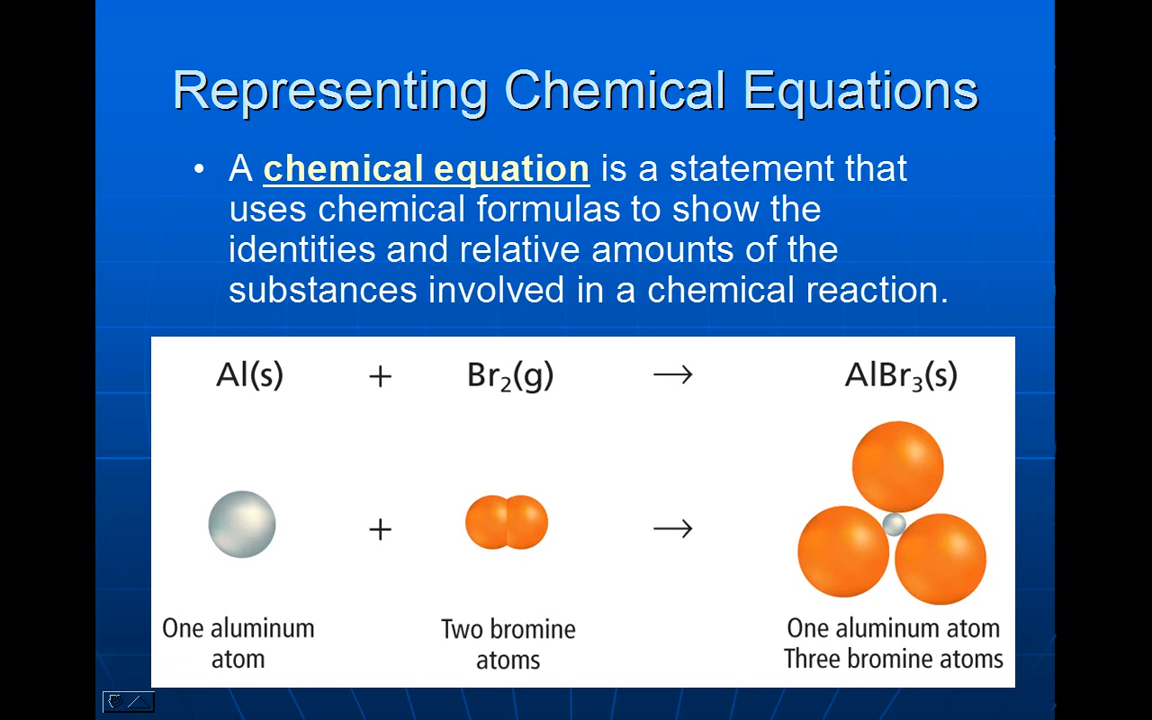 Representing Chemical Equations
• A chemical equation is a statement that
uses chemical formulas to show the
identities and relative amounts of the
substances involved in a chemical reaction.
Al(s) + Br₂(g) → AlBr₃(s)
+ →
One aluminum
atom
Two bromine
atoms
One aluminum atom
Three bromine atoms